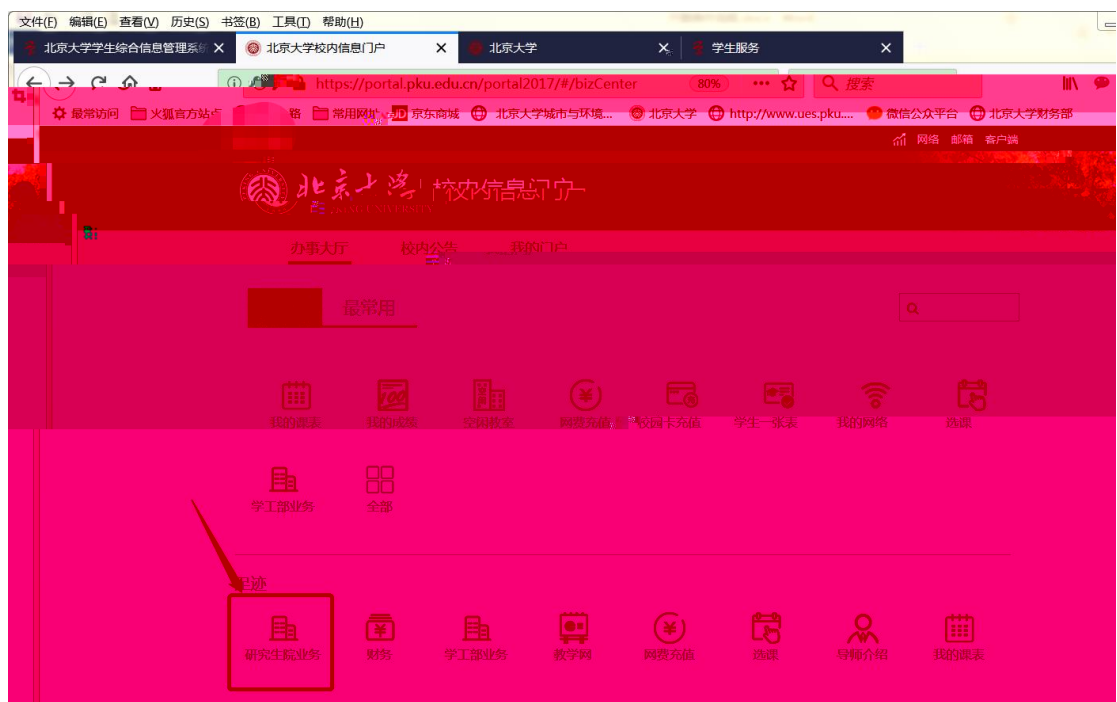 文件(F) 编辑(E) 查看(V) 历史(S) 书签(B) 工具(T) 帮助(H)
北京大学学生综合信息管理系统 北京大学校内信息门户 北京大学 学生服务
https://portal.pku.edu.cn/portal2017/#/bizCenter 80% 搜索
最常访问 火狐官方站点 路 常用网址 JD 京东商城 北京大学城市与环境... 北京大学 http://www.ues.pku.... 微信公众平台 北京大学财务部
网络 邮箱 客户端
北京大学 校内信息门户
办事大厅 校内公告 我的门户
最常用
我的课表 我的成绩 空闲教室 网费充值 校园卡充值 学生一张表 我的网络 选课
学工部业务 全部
足迹
研究生院业务 财务 学工部业务 教学网 网费充值 选课 导师介绍 我的课表